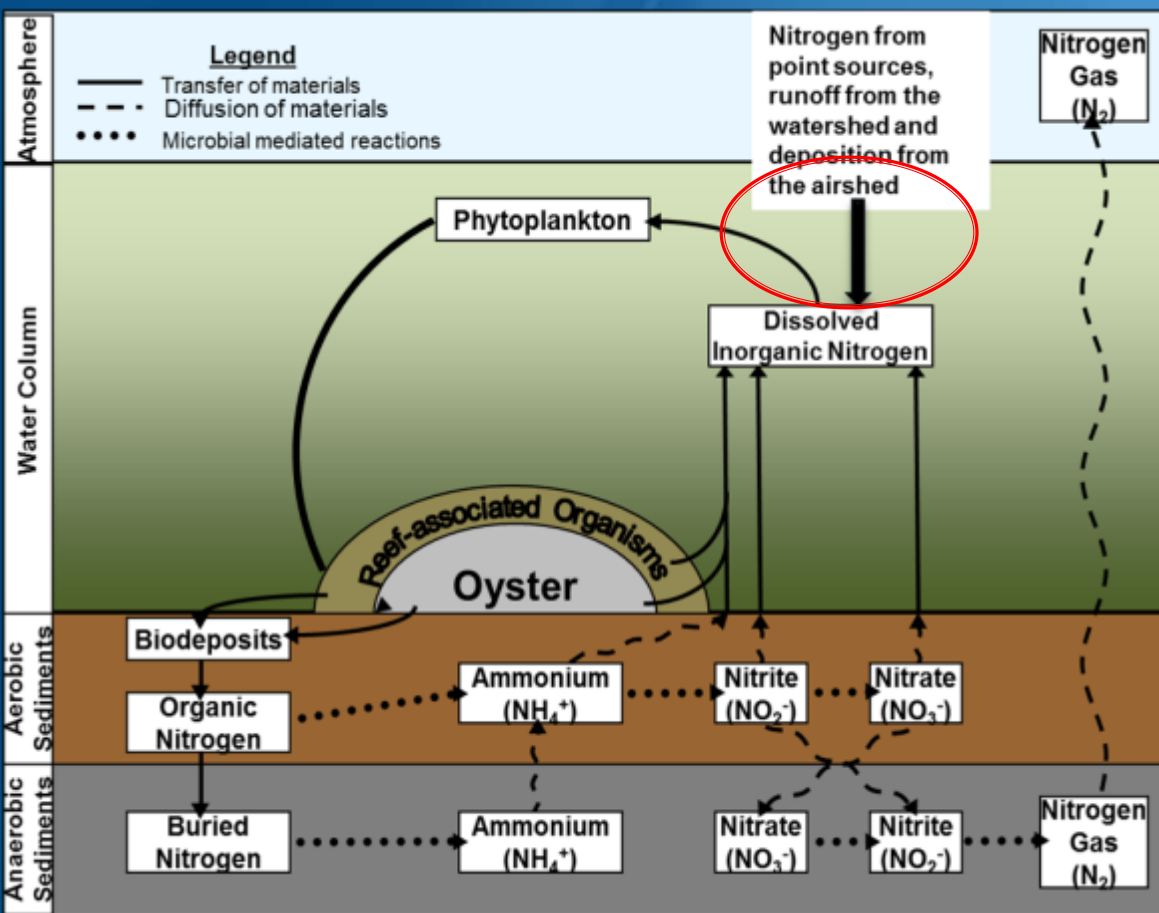 Atmosphere
Legend
Transfer of materials
Diffusion of materials
Microbial mediated reactions
Nitrogen from
point sources,
runoff from the
watershed and
deposition from
the airshed
Nitrogen
Gas
(N₂)
Water Column
Phytoplankton
Dissolved
Inorganic Nitrogen
Reef-associated Organisms
Oyster
Aerobic
Sediments
Biodeposits
Organic
Nitrogen
Ammonium
(NH₄⁺)
Nitrite
(NO₂⁻)
Nitrate
(NO₃⁻)
Anaerobic
Sediments
Buried
Nitrogen
Ammonium
(NH₄⁺)
Nitrate
(NO₃⁻)
Nitrite
(NO₂⁻)
Nitrogen
Gas
(N₂)